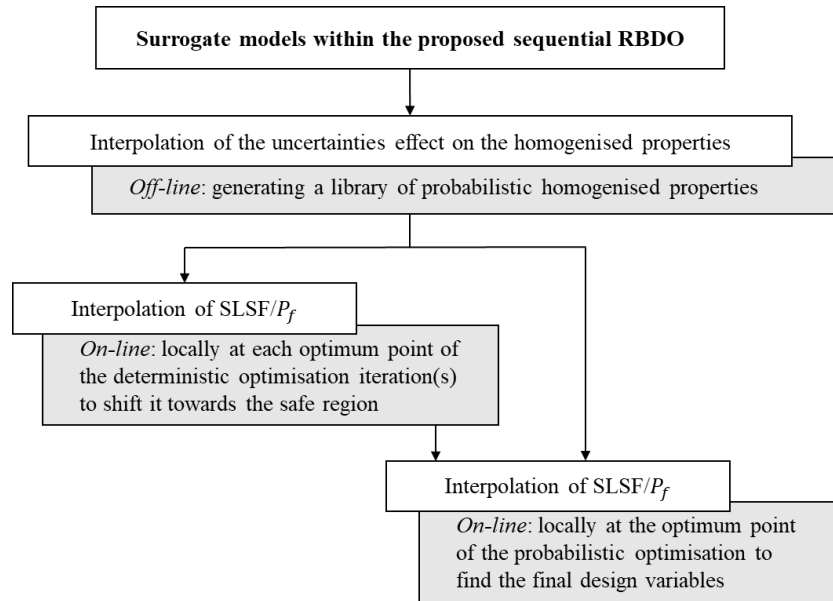 Surrogate models within the proposed sequential RBDO
Interpolation of the uncertainties effect on the homogenised properties
Off-line: generating a library of probabilistic homogenised properties
Interpolation of SLSF/P_f
On-line: locally at each optimum point of
the deterministic optimisation iteration(s)
to shift it towards the safe region
Interpolation of SLSF/P_f
On-line: locally at the optimum point
of the probabilistic optimisation to
find the final design variables